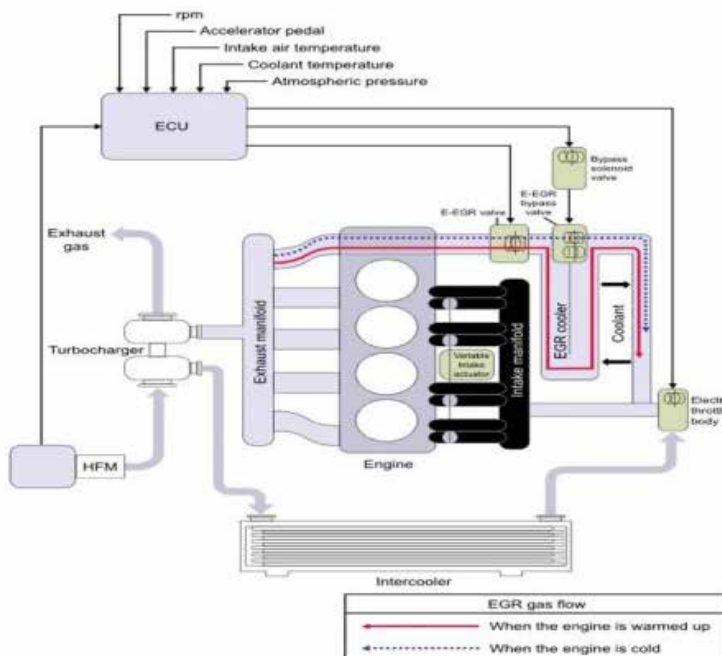 rpm
Accelerator pedal
Intake air temperature
Coolant temperature
Atmospheric pressure
ECU
Bypass
solenoid
valve
E-EGR
bypass
valve
E-EGR valve
Exhaust
gas
Exhaust manifold
Turbocharger
Variable
Intake
actuator
Intake manifold
EGR cooler
Coolant
Electri
thrott
body
HFM
Engine
Intercooler
EGR gas flow
When the engine is warmed up
When the engine is cold